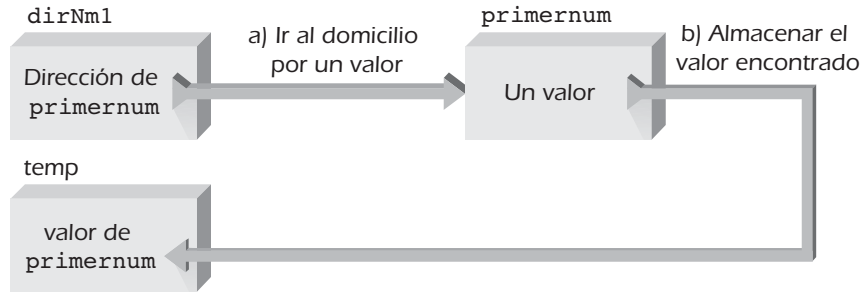 dirNm1
Dirección de
primernum
a) Ir al domicilio
por un valor
primernum
Un valor
b) Almacenar el
valor encontrado
temp
valor de
primernum